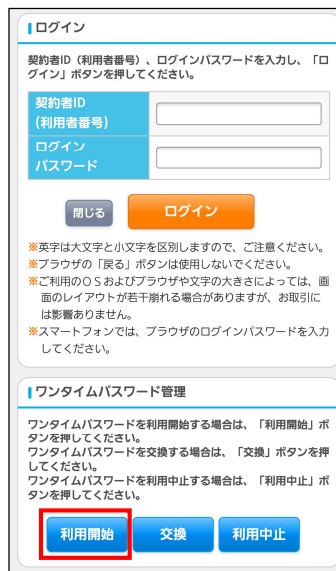 ログイン
契約者ID（利用者番号）、ログインパスワードを入力し、「ロ
グイン」ボタンを押してください。
契約者ID
(利用者番号)
ログイン
パスワード
閉じる
ログイン
※英字は大文字と小文字を区別しますので、ご注意ください。
※ブラウザの「戻る」ボタンは使用しないでください。
※ご利用のＯＳおよびブラウザや文字の大きさによっては、画
面のレイアウトが若干崩れる場合がありますが、お取引に
は影響ありません。
※スマートフォンでは、ブラウザのログインパスワードを入力
してください。
ワンタイムパスワード管理
ワンタイムパスワードを利用開始する場合は、「利用開始」ボ
タンを押してください。
ワンタイムパスワードを交換する場合は、「交換」ボタンを押
してください。
ワンタイムパスワードを利用中止する場合は、「利用中止」ボ
タンを押してください。
利用開始
交換
利用中止